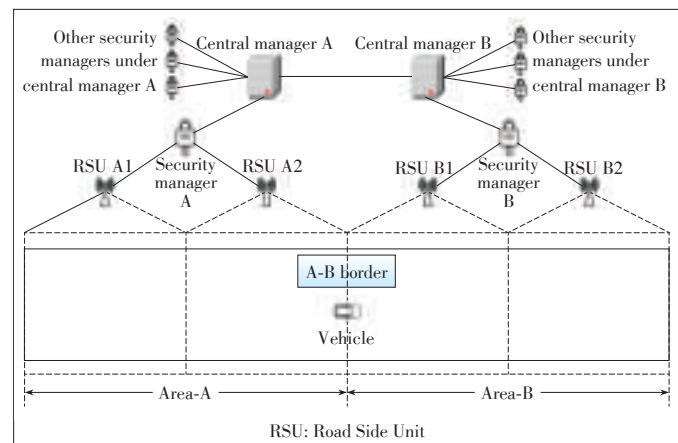 Other security
managers under
central manager A
Central manager A
Central manager B
Other security
managers under
central manager B
RSU A1
Security
manager
A
RSU A2
RSU B1
Security
manager
B
RSU B2
A-B border
Vehicle
Area-A
Area-B
RSU: Road Side Unit